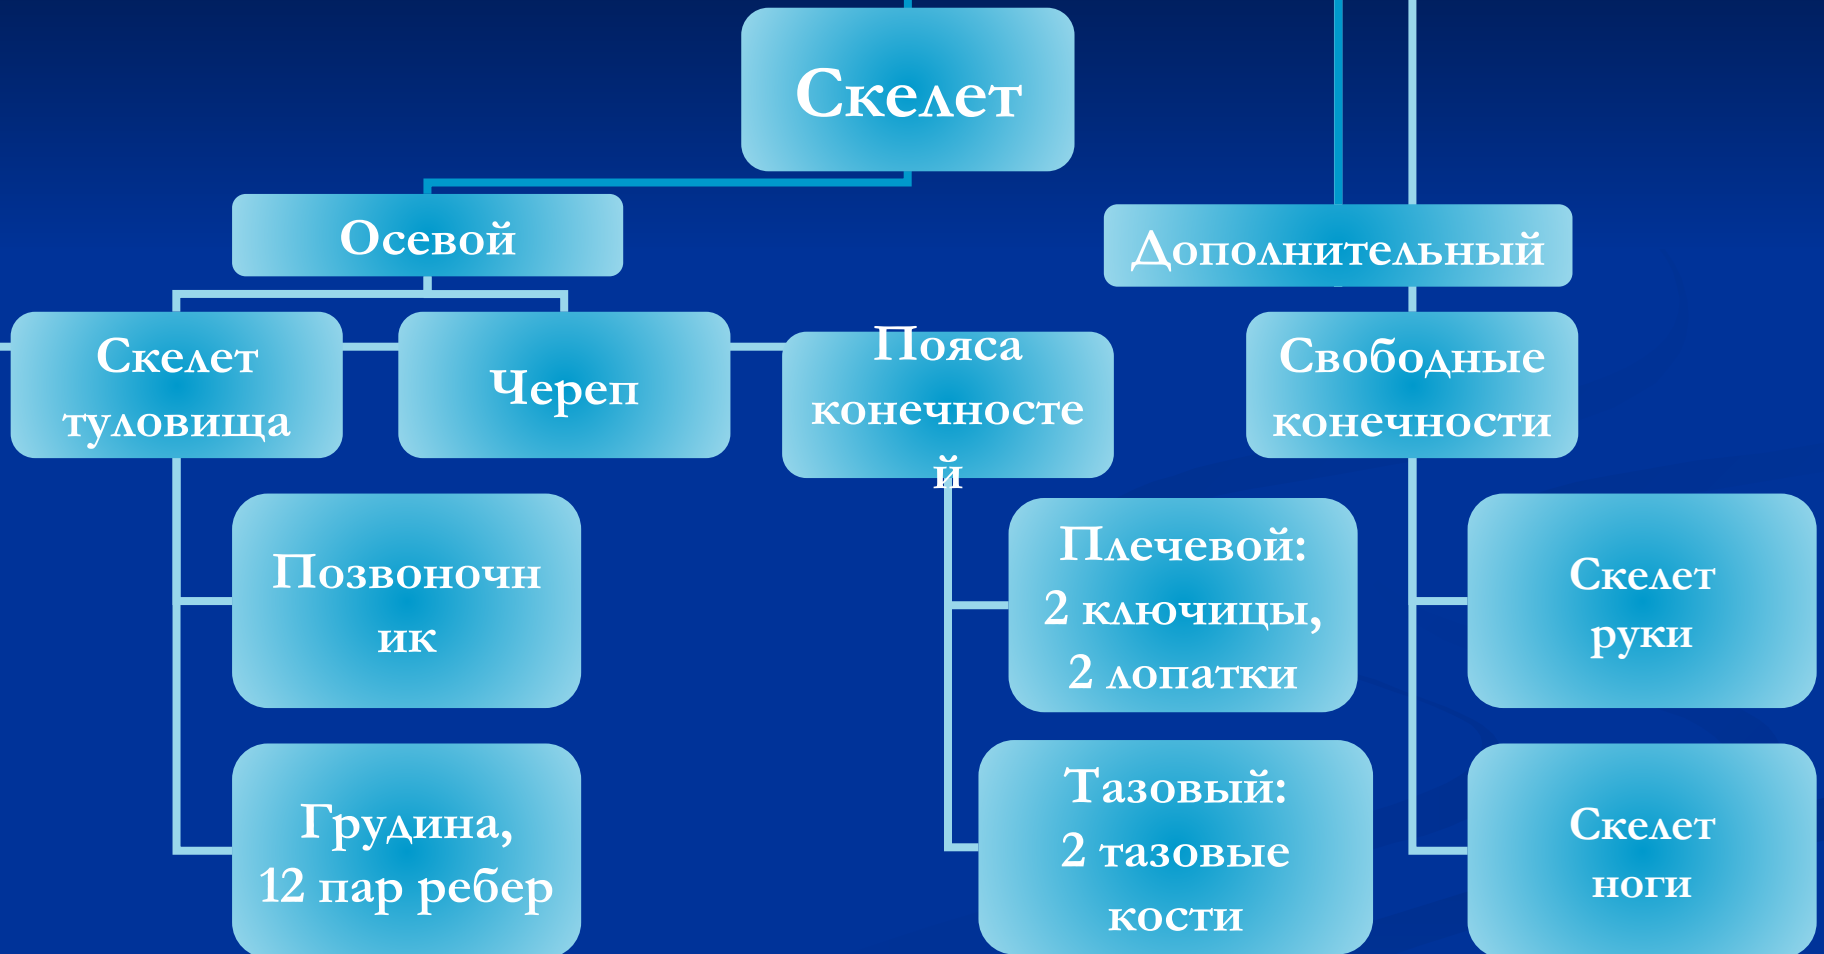 Скелет
Осевой
Дополнительный
Скелет
туловища
Череп
Пояса
конечносте
й
Свободные
конечности
Позвоночн
ик
Плечевой:
2 ключицы,
2 лопатки
Скелет
руки
Грудина,
12 пар ребер
Тазовый:
2 тазовые
кости
Скелет
ноги